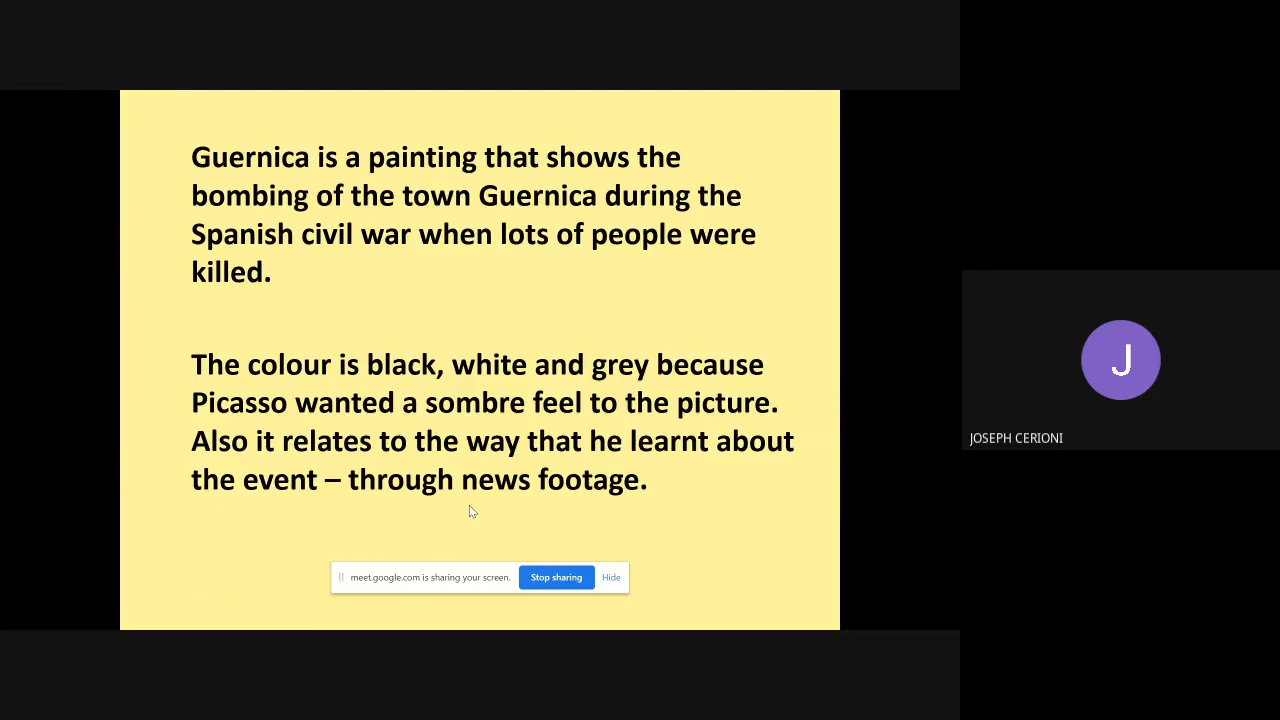 Guernica is a painting that shows the
bombing of the town Guernica during the
Spanish civil war when lots of people were
killed.
The colour is black, white and grey because
Picasso wanted a sombre feel to the picture.
Also it relates to the way that he learnt about
the event – through news footage.
meet.google.com is sharing your screen. Stop sharing Hide
J
JOSEPH CERIONI